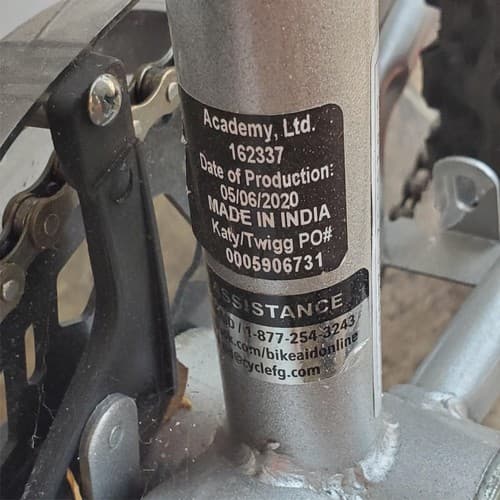 Academy, Ltd.
162337
Date of Production:
05/06/2020
MADE IN INDIA
Katy/Twigg PO#
0005906731
ASSISTANCE
/ 1-877-254-3243
.com/bikeaidonline
cyclefg.com